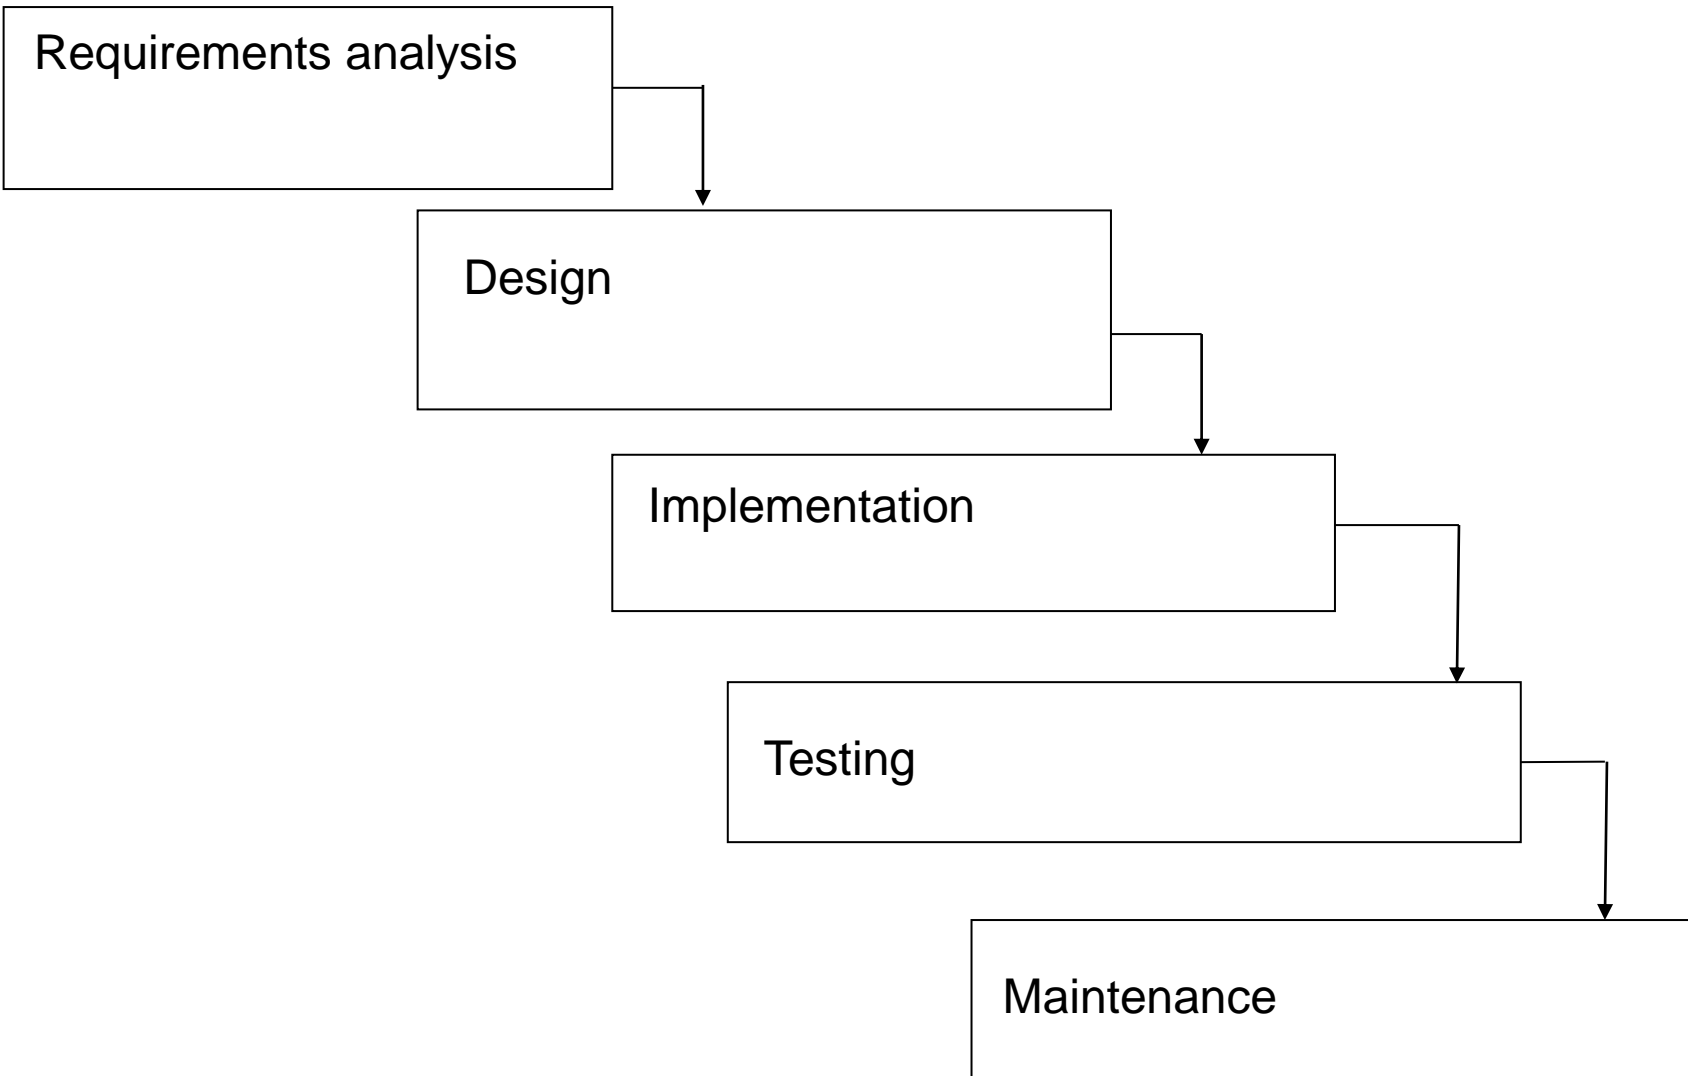 Requirements analysis
Design
Implementation
Testing
Maintenance